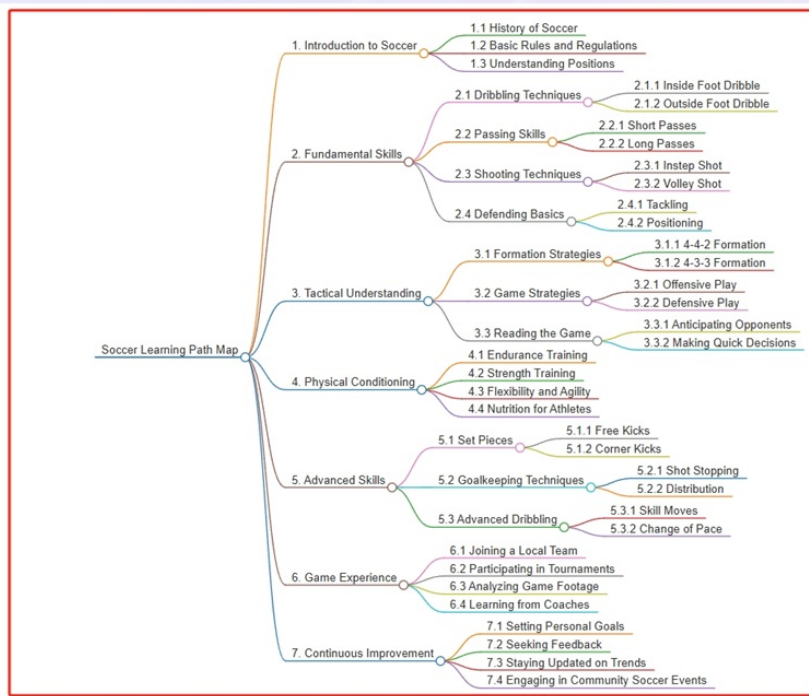 Soccer Learning Path Map
1. Introduction to Soccer
1.1 History of Soccer
1.2 Basic Rules and Regulations
1.3 Understanding Positions
2. Fundamental Skills
2.1 Dribbling Techniques
2.1.1 Inside Foot Dribble
2.1.2 Outside Foot Dribble
2.2 Passing Skills
2.2.1 Short Passes
2.2.2 Long Passes
2.3 Shooting Techniques
2.3.1 Instep Shot
2.3.2 Volley Shot
2.4 Defending Basics
2.4.1 Tackling
2.4.2 Positioning
3. Tactical Understanding
3.1 Formation Strategies
3.1.1 4-4-2 Formation
3.1.2 4-3-3 Formation
3.2 Game Strategies
3.2.1 Offensive Play
3.2.2 Defensive Play
3.3 Reading the Game
3.3.1 Anticipating Opponents
3.3.2 Making Quick Decisions
4. Physical Conditioning
4.1 Endurance Training
4.2 Strength Training
4.3 Flexibility and Agility
4.4 Nutrition for Athletes
5. Advanced Skills
5.1 Set Pieces
5.1.1 Free Kicks
5.1.2 Corner Kicks
5.2 Goalkeeping Techniques
5.2.1 Shot Stopping
5.2.2 Distribution
5.3 Advanced Dribbling
5.3.1 Skill Moves
5.3.2 Change of Pace
6. Game Experience
6.1 Joining a Local Team
6.2 Participating in Tournaments
6.3 Analyzing Game Footage
6.4 Learning from Coaches
7. Continuous Improvement
7.1 Setting Personal Goals
7.2 Seeking Feedback
7.3 Staying Updated on Trends
7.4 Engaging in Community Soccer Events